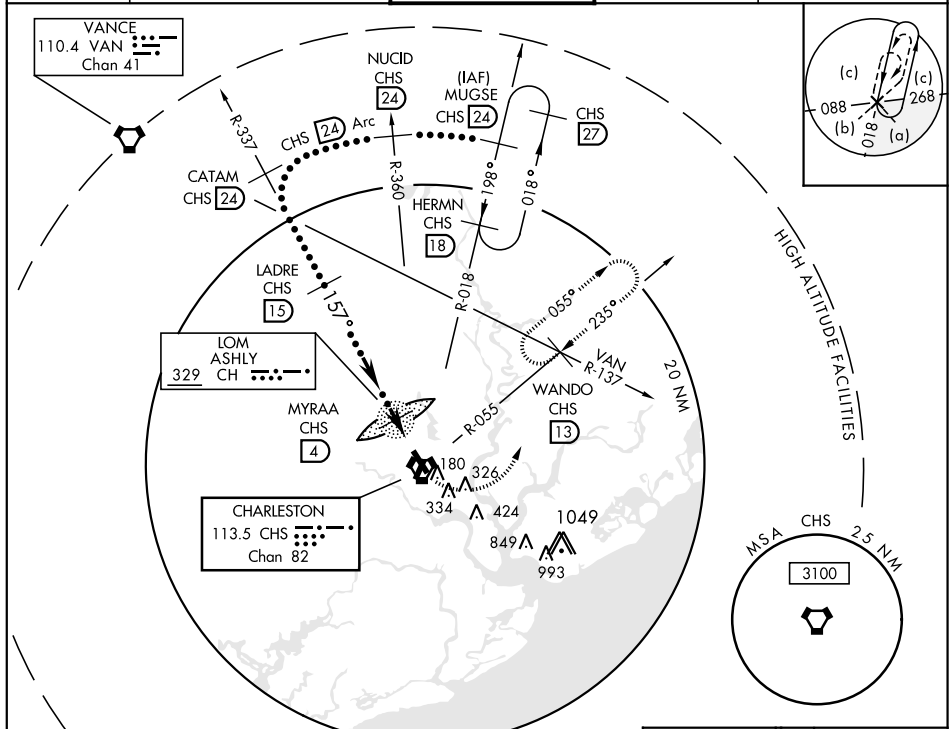 VANCE
110.4 VAN
Chan 41
NUCID
CHS
24
(IAF)
MUGSE
CHS 24
CHS
27
(c)
(c)
088
268
(b)
018
(a)
R-337
CHS 24 Arc
CATAM
CHS 24
R-360
198°
018°
HERMN
CHS
18
R-018
LADRE
CHS
15
157°
055°
235°
HIGH ALTITUDE FACILITIES
LOM
ASHLY
329 CH
VAN
R-137
20 NM
WANDO
CHS
13
R-055
MYRAA
CHS
4
180
326
334
424
CHARLESTON
113.5 CHS
Chan 82
1049
849
993
MSA CHS 25 NM
3100